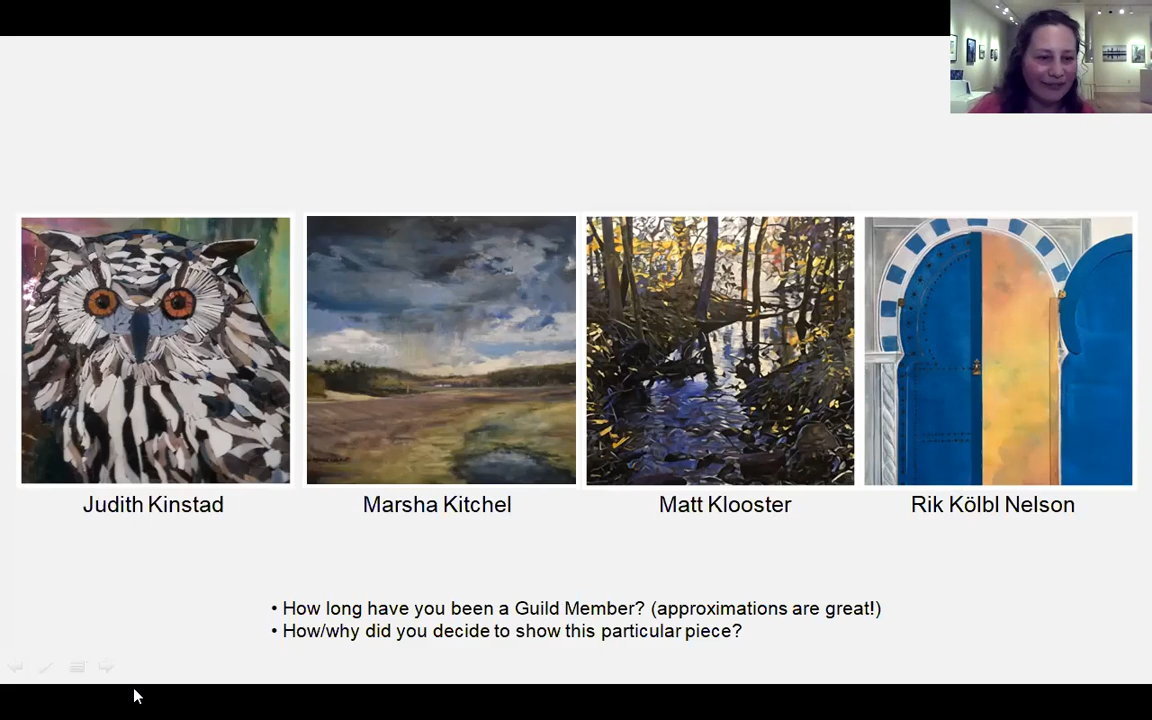 Judith Kinstad
Marsha Kitchel
Matt Klooster
Rik Kölbl Nelson
• How long have you been a Guild Member? (approximations are great!)
• How/why did you decide to show this particular piece?